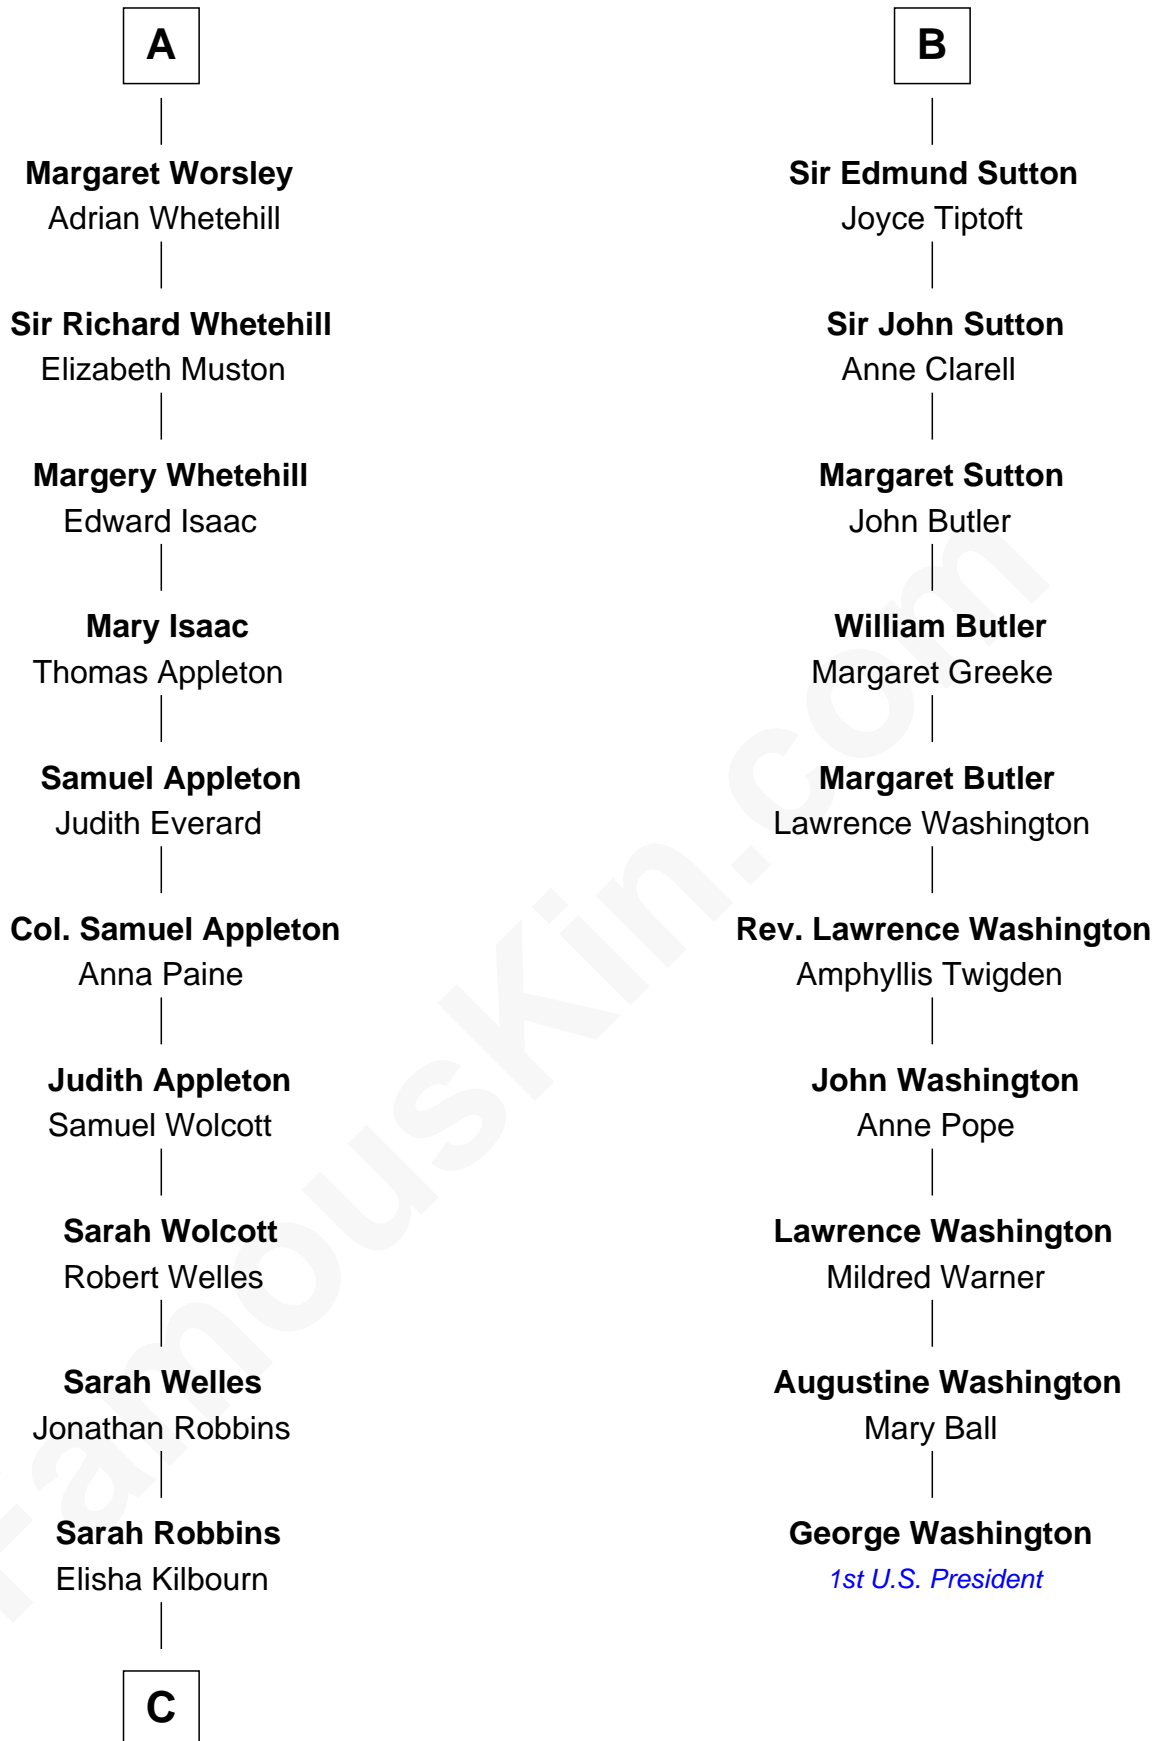 A
Margaret Worsley
Adrian Whetehill
Sir Richard Whetehill
Elizabeth Muston
Margery Whetehill
Edward Isaac
Mary Isaac
Thomas Appleton
Samuel Appleton
Judith Everard
Col. Samuel Appleton
Anna Paine
Judith Appleton
Samuel Wolcott
Sarah Wolcott
Robert Welles
Sarah Welles
Jonathan Robbins
Sarah Robbins
Elisha Kilbourn
C
B
Sir Edmund Sutton
Joyce Tiptoft
Sir John Sutton
Anne Clarell
Margaret Sutton
John Butler
William Butler
Margaret Greeke
Margaret Butler
Lawrence Washington
Rev. Lawrence Washington
Amphyllis Twigden
John Washington
Anne Pope
Lawrence Washington
Mildred Warner
Augustine Washington
Mary Ball
George Washington
1st U.S. President
FamousKin.com